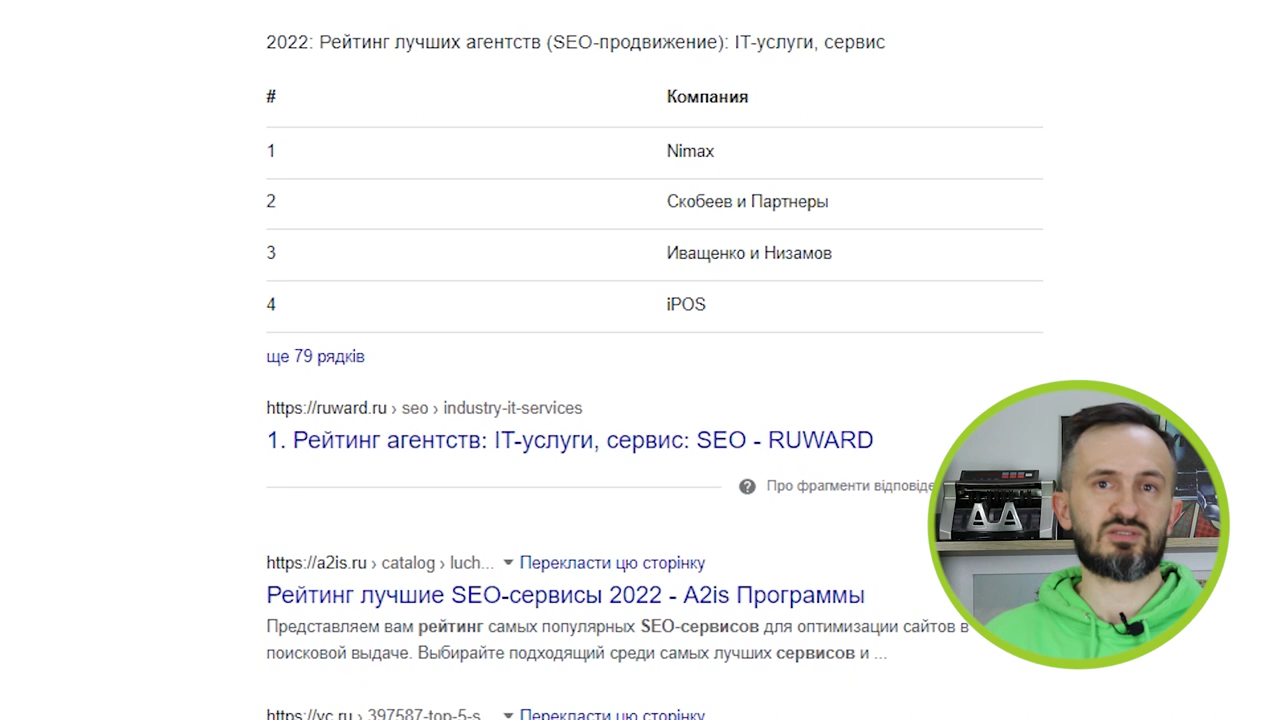 2022: Рейтинг лучших агентств (SEO-продвижение): IT-услуги, сервис
# Компания
1 Nimax
2 Скобеев и Партнеры
3 Иващенко и Низамов
4 iPOS
ще 79 рядків
https://ruward.ru › seo › industry-it-services
1. Рейтинг агентств: IT-услуги, сервис: SEO - RUWARD
Про фрагменти
https://a2is.ru › catalog › luch... Перекласти цю сторінку
Рейтинг лучшие SEO-сервисы 2022 - A2is Программы
Представляем вам рейтинг самых популярных SEO-сервисов для оптимизации сайтов в
поисковой выдаче. Выбирайте подходящий среди самых лучших сервисов и ...
https://vc.ru › 397587-top-5-s... Перекласти цю сторінку